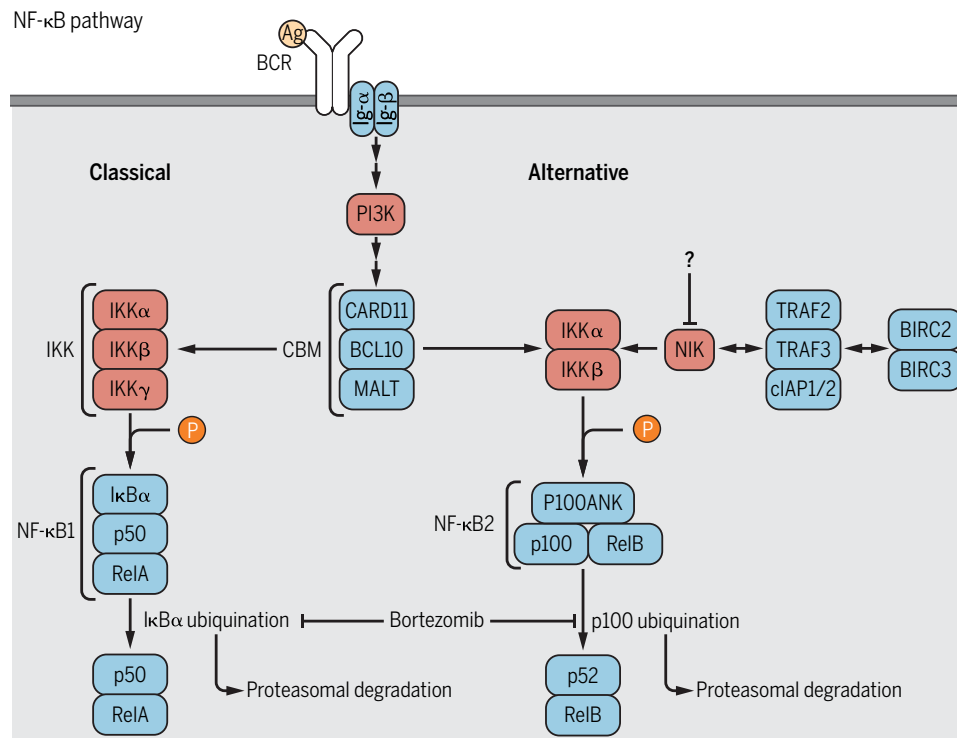 NF-κB pathway
Ag
BCR
Ig-α
Ig-β
Classical
Alternative
PI3K
?
IKK
IKKα
IKKβ
IKKγ
CBM
CARD11
BCL10
MALT
IKKα
IKKβ
NIK
TRAF2
TRAF3
cIAP1/2
BIRC2
BIRC3
P
P
NF-κB1
IκBα
p50
RelA
NF-κB2
P100ANK
p100
RelB
IκBα ubiquination
Bortezomib
p100 ubiquination
p50
RelA
Proteasomal degradation
p52
RelB
Proteasomal degradation